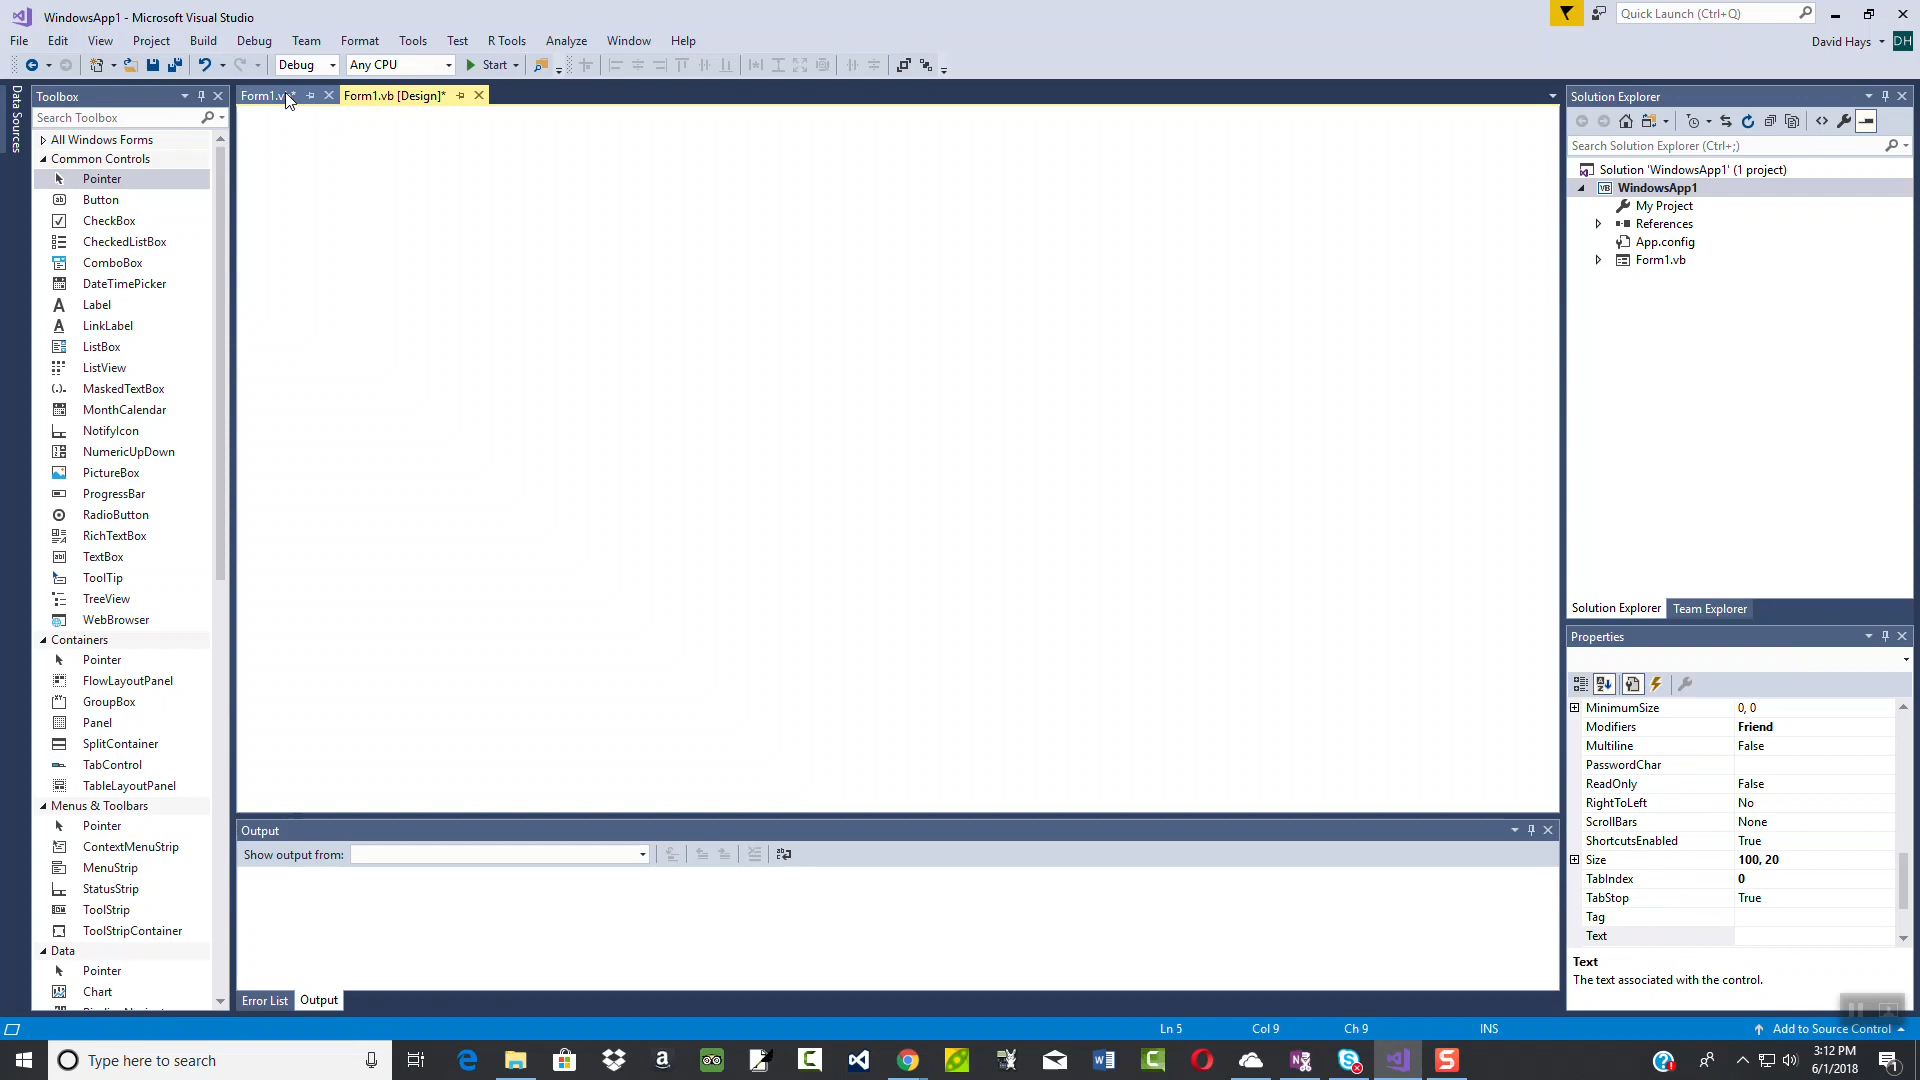 WindowsApp1 - Microsoft Visual Studio
Quick Launch (Ctrl+Q)
File Edit View Project Build Debug Team Format Tools Test R Tools Analyze Window Help
David Hays DH
Debug Any CPU Start
Data Sources
Toolbox
Search Toolbox
All Windows Forms
Common Controls
Pointer
Button
CheckBox
CheckedListBox
ComboBox
DateTimePicker
Label
LinkLabel
ListBox
ListView
MaskedTextBox
MonthCalendar
NotifyIcon
NumericUpDown
PictureBox
ProgressBar
RadioButton
RichTextBox
TextBox
ToolTip
TreeView
WebBrowser
Containers
Pointer
FlowLayoutPanel
GroupBox
Panel
SplitContainer
TabControl
TableLayoutPanel
Menus & Toolbars
Pointer
ContextMenuStrip
MenuStrip
StatusStrip
ToolStrip
ToolStripContainer
Data
Pointer
Chart
Form1.vb [Design]*
Output
Show output from:
Error List Output
Solution Explorer
Search Solution Explorer (Ctrl+;)
Solution 'WindowsApp1' (1 project)
VB WindowsApp1
My Project
References
App.config
Form1.vb
Solution Explorer Team Explorer
Properties
MinimumSize 0, 0
Modifiers Friend
Multiline False
PasswordChar
ReadOnly False
RightToLeft No
ScrollBars None
ShortcutsEnabled True
Size 100, 20
TabIndex 0
TabStop True
Tag
Text
Text
The text associated with the control.
Ln 5 Col 9 Ch 9 INS Add to Source Control
Type here to search
3:12 PM
6/1/2018